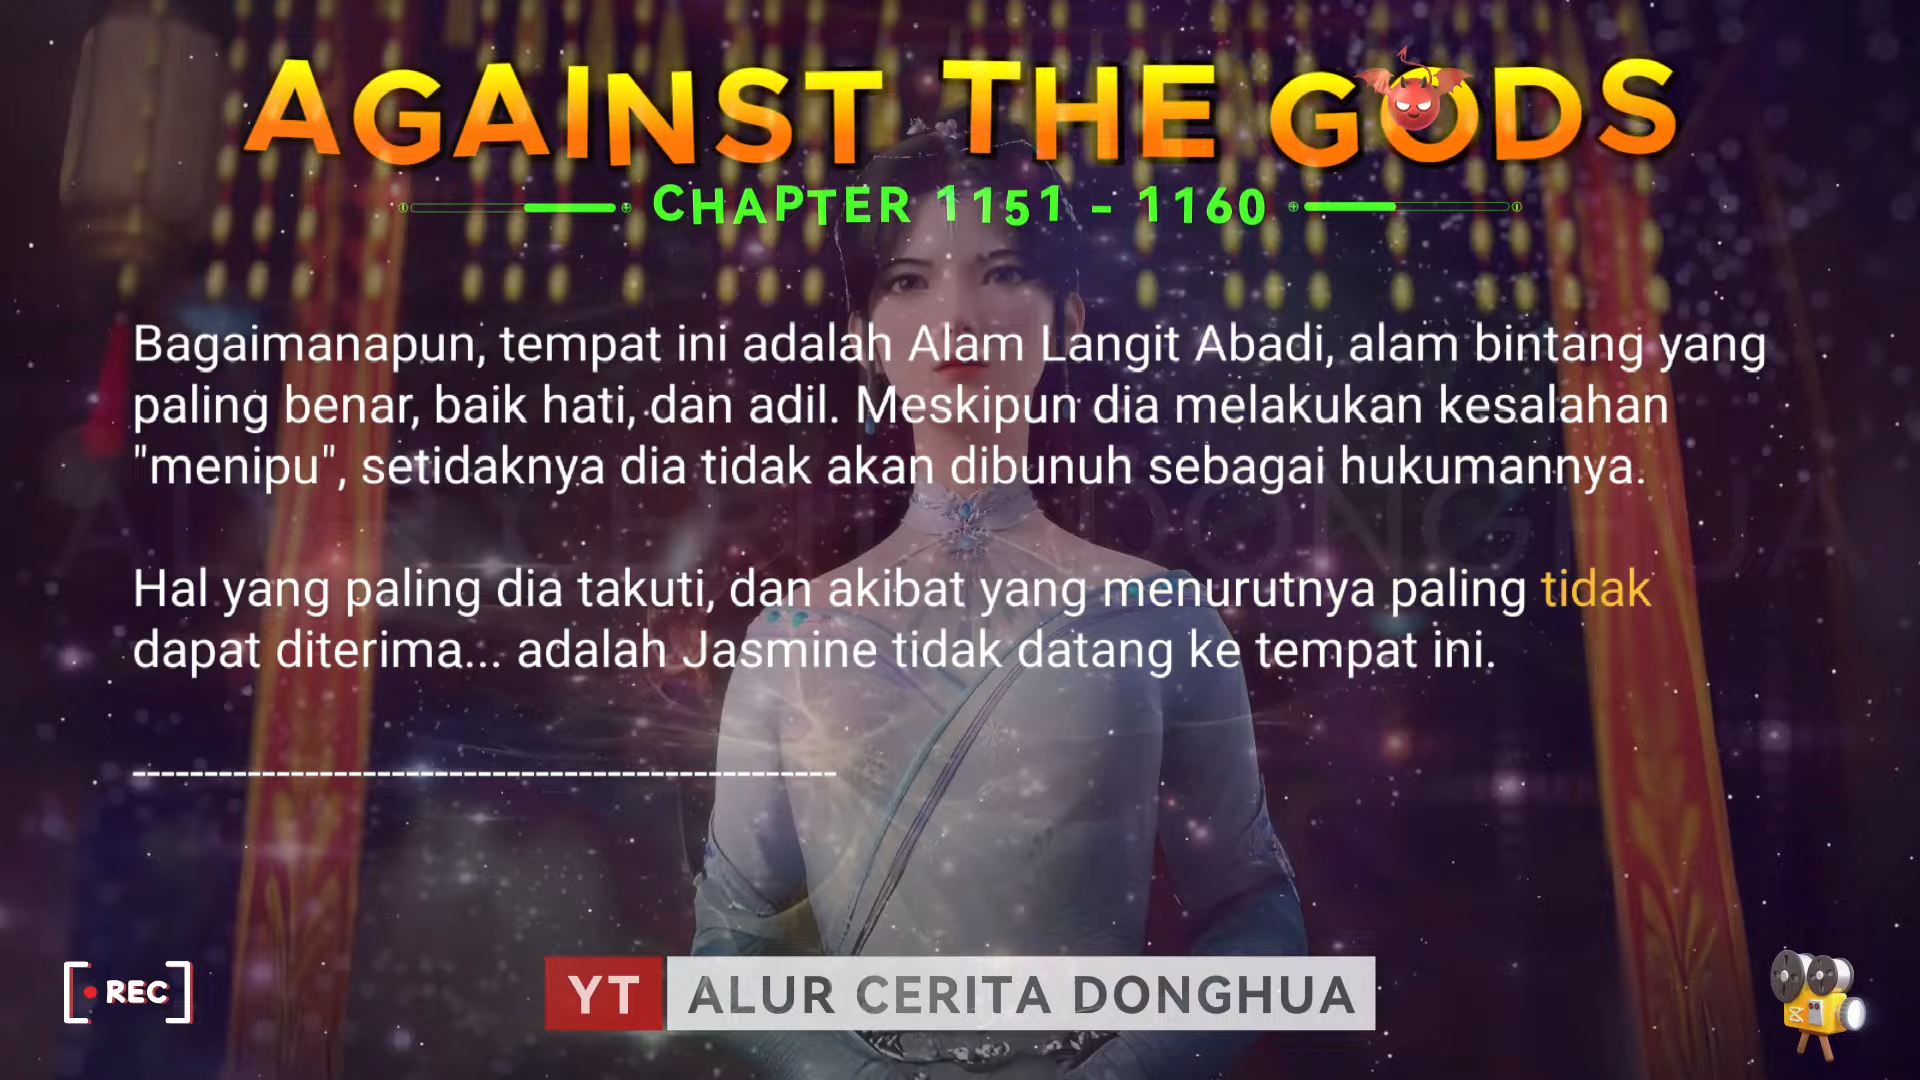 AGAINST THE GODS
CHAPTER 1151 - 1160
Bagaimanapun, tempat ini adalah Alam Langit Abadi, alam bintang yang
paling benar, baik hati, dan adil. Meskipun dia melakukan kesalahan
"menipu", setidaknya dia tidak akan dibunuh sebagai hukumannya.
Hal yang paling dia takuti, dan akibat yang menurutnya paling tidak
dapat diterima... adalah Jasmine tidak datang ke tempat ini.
-------------------------------------------------
ALUR CERITA DONGHUA
REC
YT ALUR CERITA DONGHUA